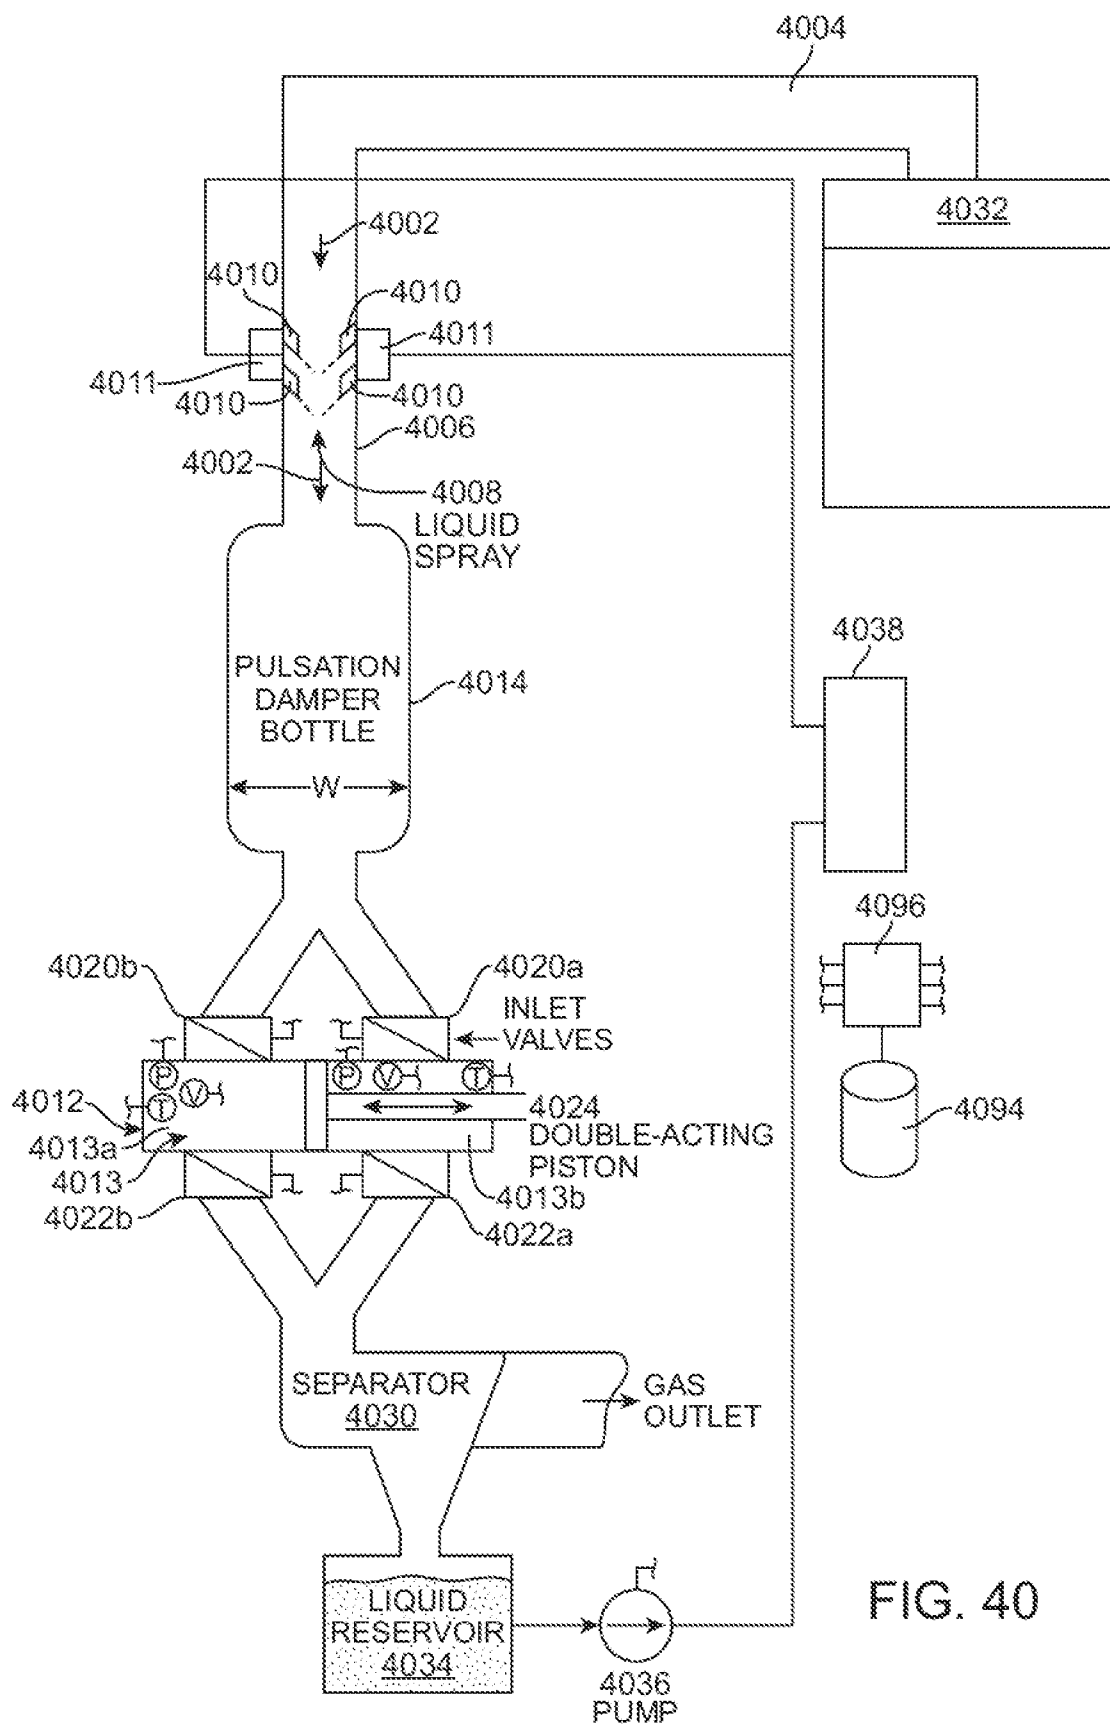 4004
4032
4002
4010
4010
4011
4011
4010
4010
4006
4002
4008
LIQUID
SPRAY
4038
PULSATION
DAMPER
BOTTLE
4014
W
4096
4020b
4020a
INLET
VALVES
P
P
V
T
V
T
4012
4024
DOUBLE-ACTING
PISTON
4094
4013a
4013
4013b
4022b
4022a
SEPARATOR
4030
GAS
OUTLET
LIQUID
RESERVOIR
4034
4036
PUMP
FIG. 40